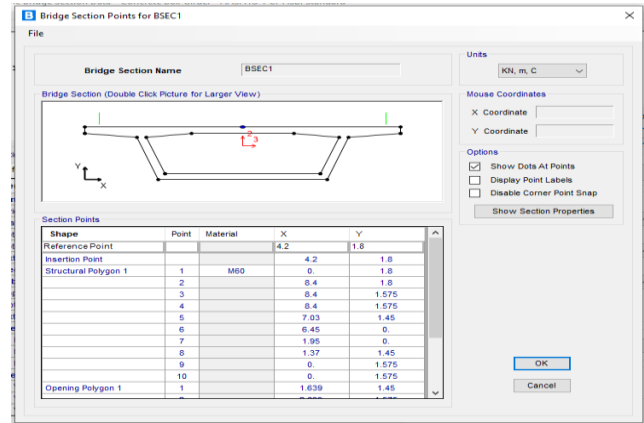 Bridge Section Points for BSEC1
File
Bridge Section Name BSEC1
Units
KN, m, C
Bridge Section (Double Click Picture for Larger View)
2
3
Y
X
Mouse Coordinates
X Coordinate
Y Coordinate
Options
Show Dots At Points
Display Point Labels
Disable Corner Point Snap
Show Section Properties
Section Points
Shape Point Material X Y
Reference Point 4.2 1.8
Insertion Point 4.2 1.8
Structural Polygon 1 1 M60 0. 1.8
2 8.4 1.8
3 8.4 1.575
4 8.4 1.575
5 7.03 1.45
6 6.45 0.
7 1.95 0.
8 1.37 1.45
9 0. 1.575
10 0. 1.575
Opening Polygon 1 1 1.639 1.45
OK
Cancel